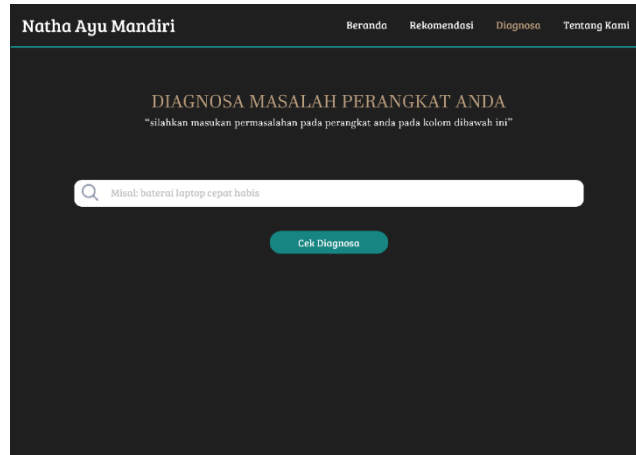 Natha Ayu Mandiri
Beranda Rekomendasi Diagnosa Tentang Kami
DIAGNOSA MASALAH PERANGKAT ANDA
"silahkan masukan permasalahan pada perangkat anda pada kolom dibawah ini"
Misal: baterai laptop cepat habis
Cek Diagnosa